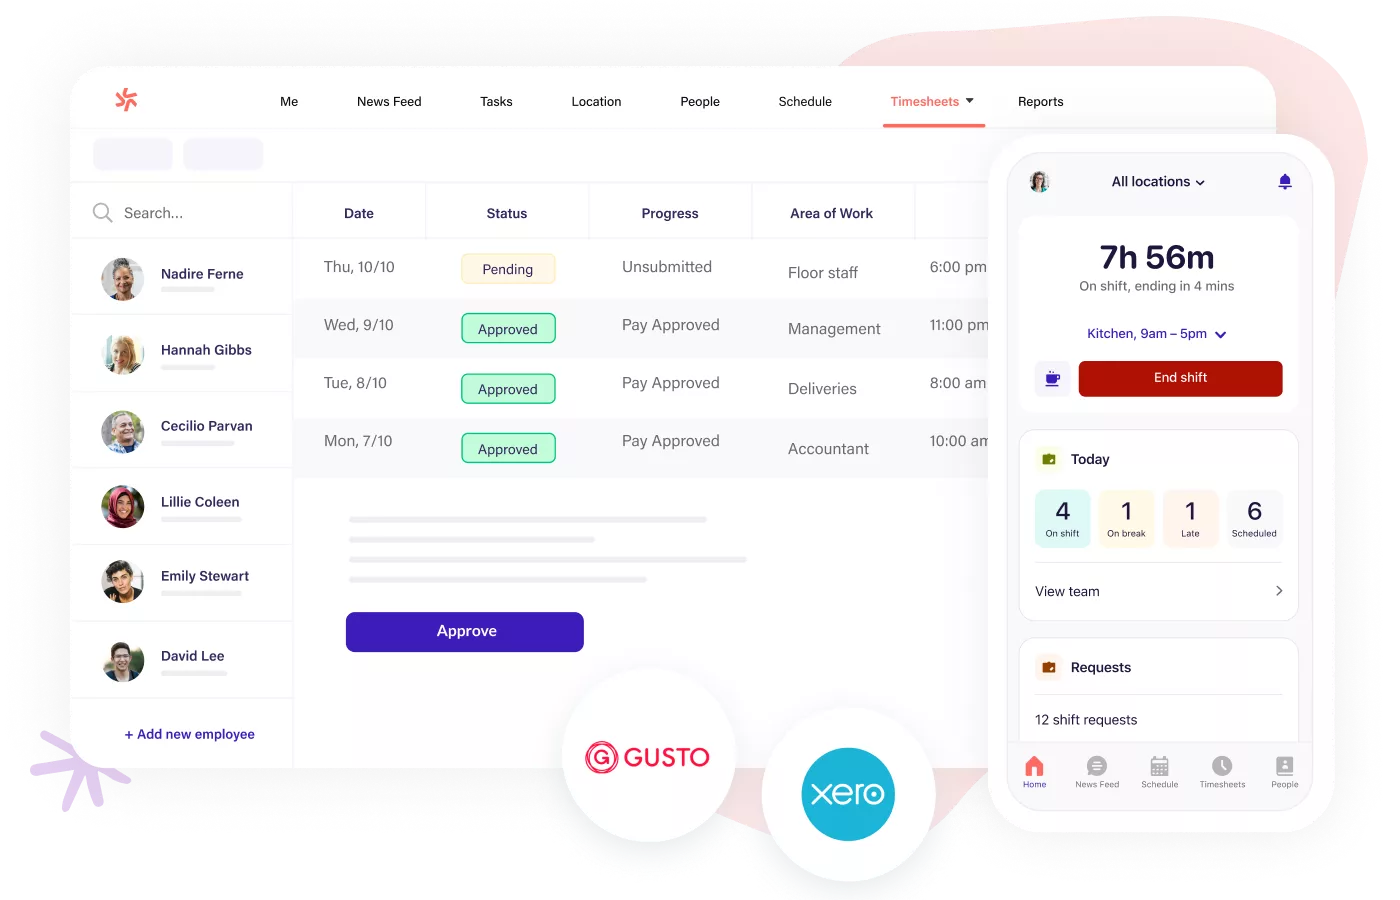 Me News Feed Tasks Location People Schedule Timesheets Reports
Search...
Date Status Progress Area of Work
Nadire Ferne
Hannah Gibbs
Cecilio Parvan
Lillie Coleen
Emily Stewart
David Lee
+ Add new employee
Thu, 10/10 Pending Unsubmitted Floor staff 6:00 pm
Wed, 9/10 Approved Pay Approved Management 11:00 pm
Tue, 8/10 Approved Pay Approved Deliveries 8:00 am
Mon, 7/10 Approved Pay Approved Accountant 10:00 am
Approve
GUSTO
xero
All locations
7h 56m
On shift, ending in 4 mins
Kitchen, 9am – 5pm
End shift
Today
4 1 1 6
On shift On break Late Scheduled
View team
Requests
12 shift requests
Home News Feed Schedule Timesheets People